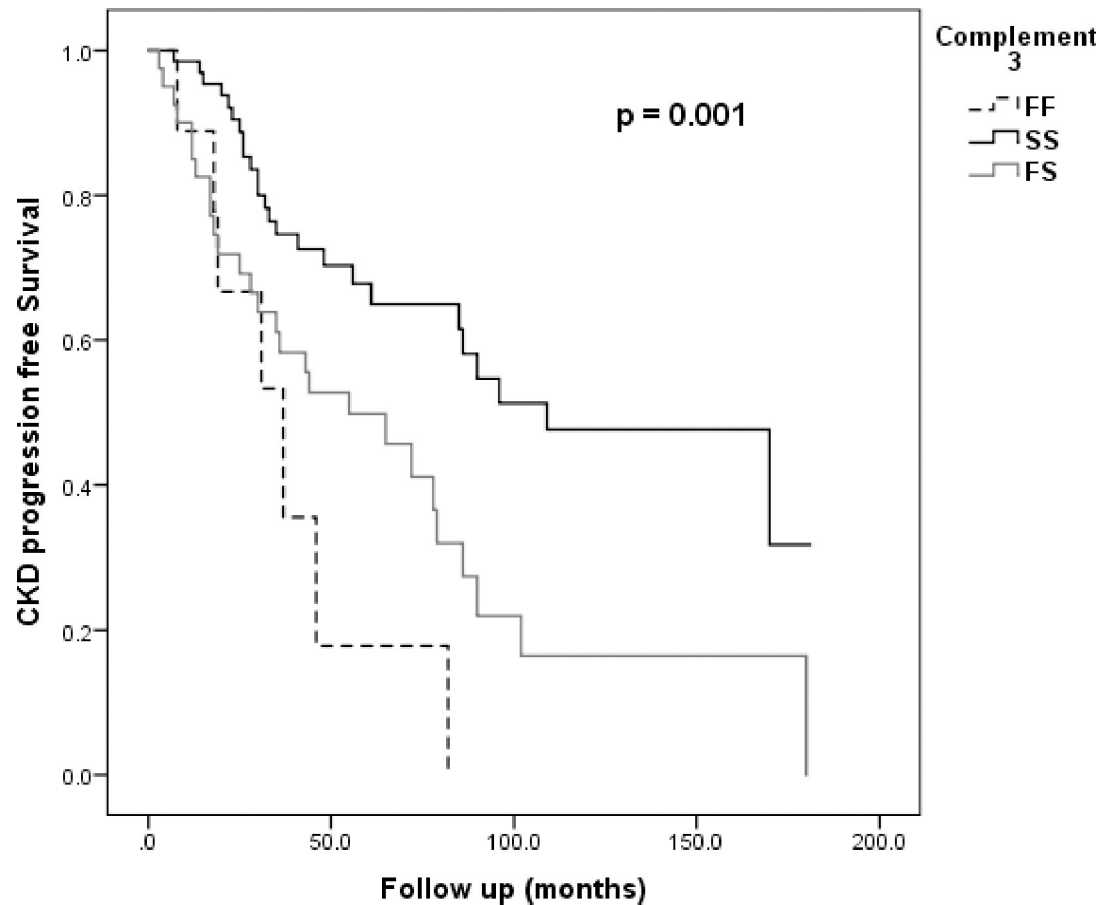 Complement
3
FF
SS
FS
p = 0.001
CKD progression free Survival
1.0
0.8
0.6
0.4
0.2
0.0
.0
50.0
100.0
150.0
200.0
Follow up (months)